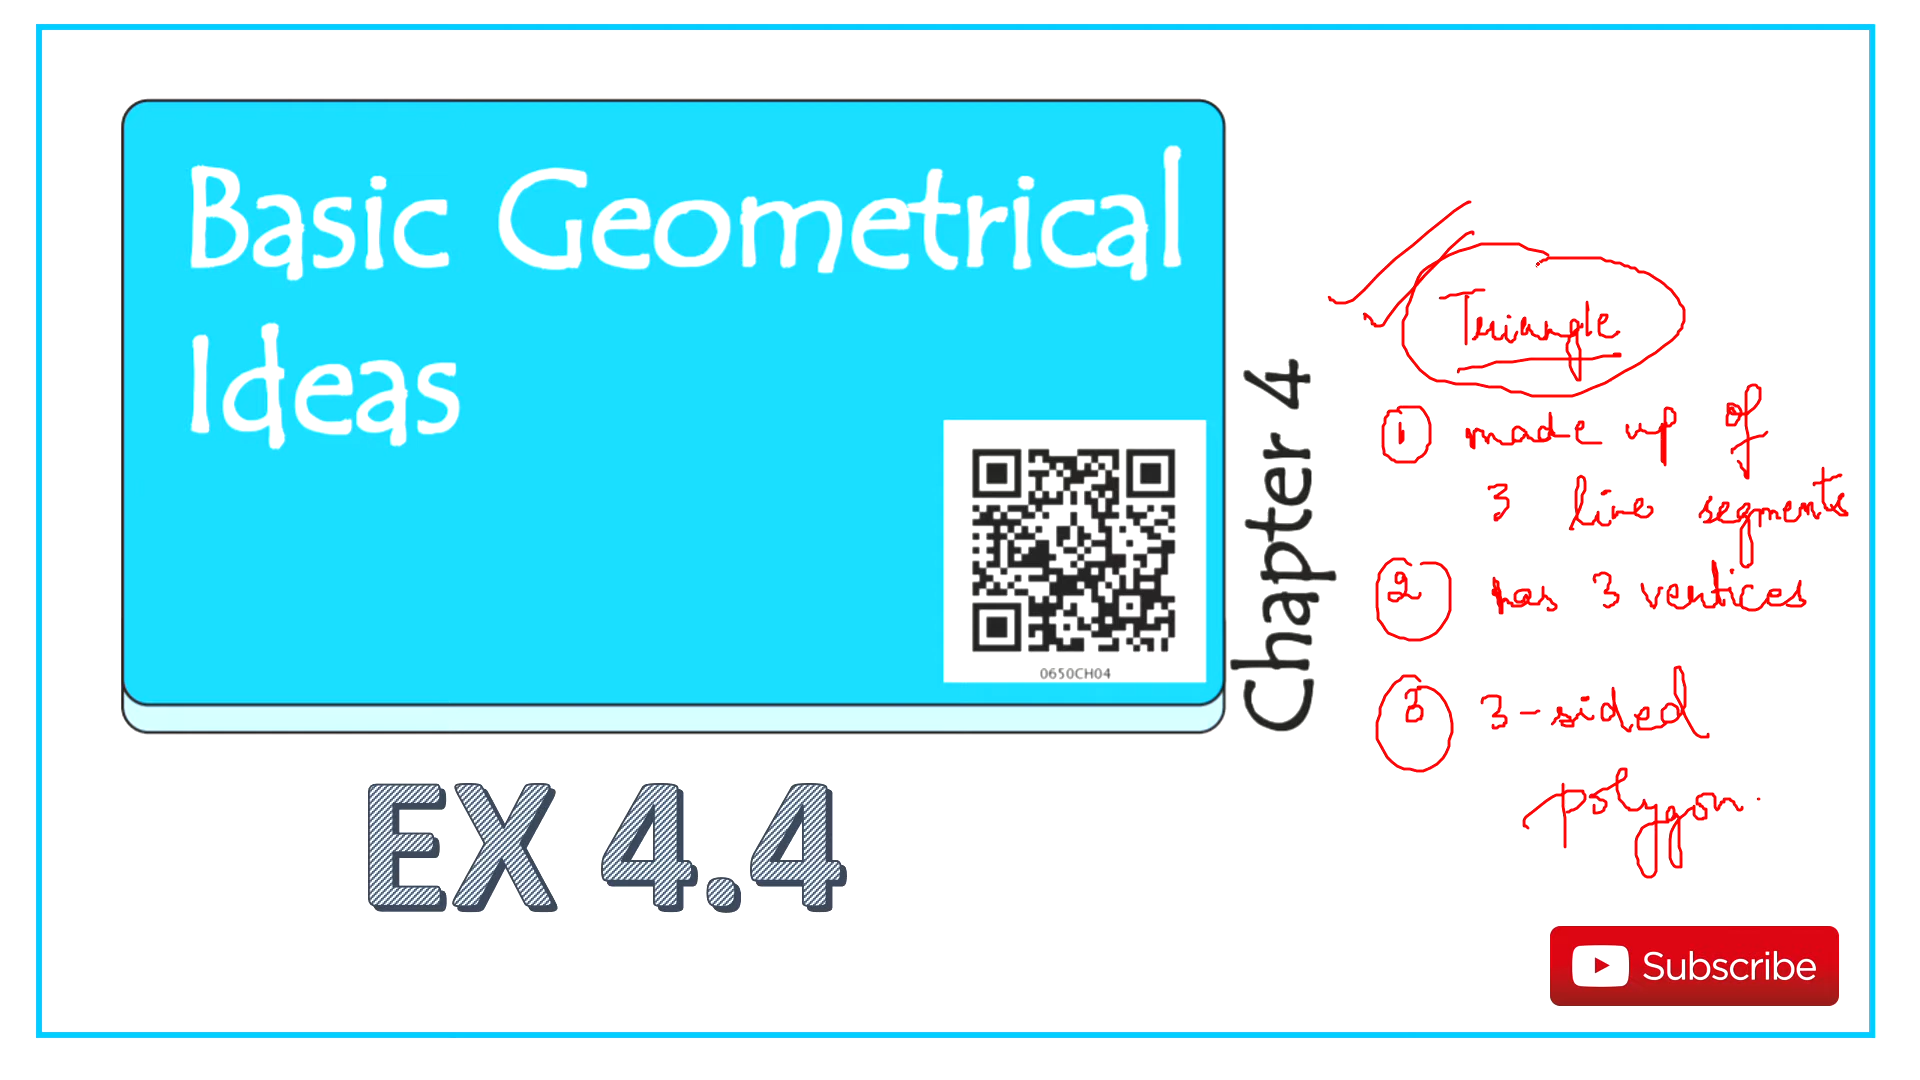 Basic Geometrical
Ideas
0650CH04
Chapter 4
EX 4.4
Triangle
1 made up of
3 line segments
2 has 3 vertices
3 3-sided
polygon.
Subscribe